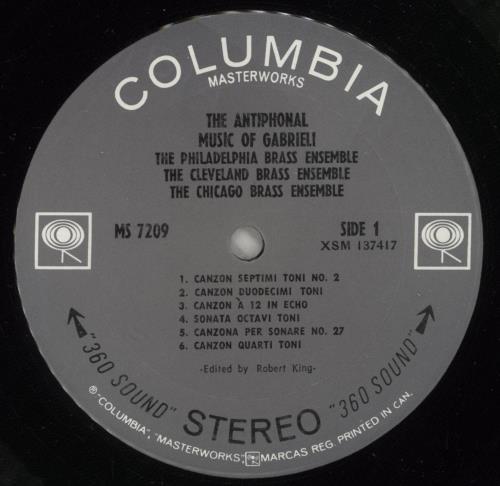 COLUMBIA
MASTERWORKS
THE ANTIPHONAL
MUSIC OF GABRIELI
THE PHILADELPHIA BRASS ENSEMBLE
THE CLEVELAND BRASS ENSEMBLE
THE CHICAGO BRASS ENSEMBLE
MS 7209
SIDE 1
XSM 137417
1. CANZON SEPTIMI TONI NO. 2
2. CANZON DUODECIMI TONI
3. CANZON À 12 IN ECHO
4. SONATA OCTAVI TONI
5. CANZONA PER SONARE NO. 27
6. CANZON QUARTI TONI
-Edited by Robert King-
"360 SOUND" STEREO "360 SOUND"
℗"COLUMBIA", "MASTERWORKS", MARCAS REG. PRINTED IN CAN.